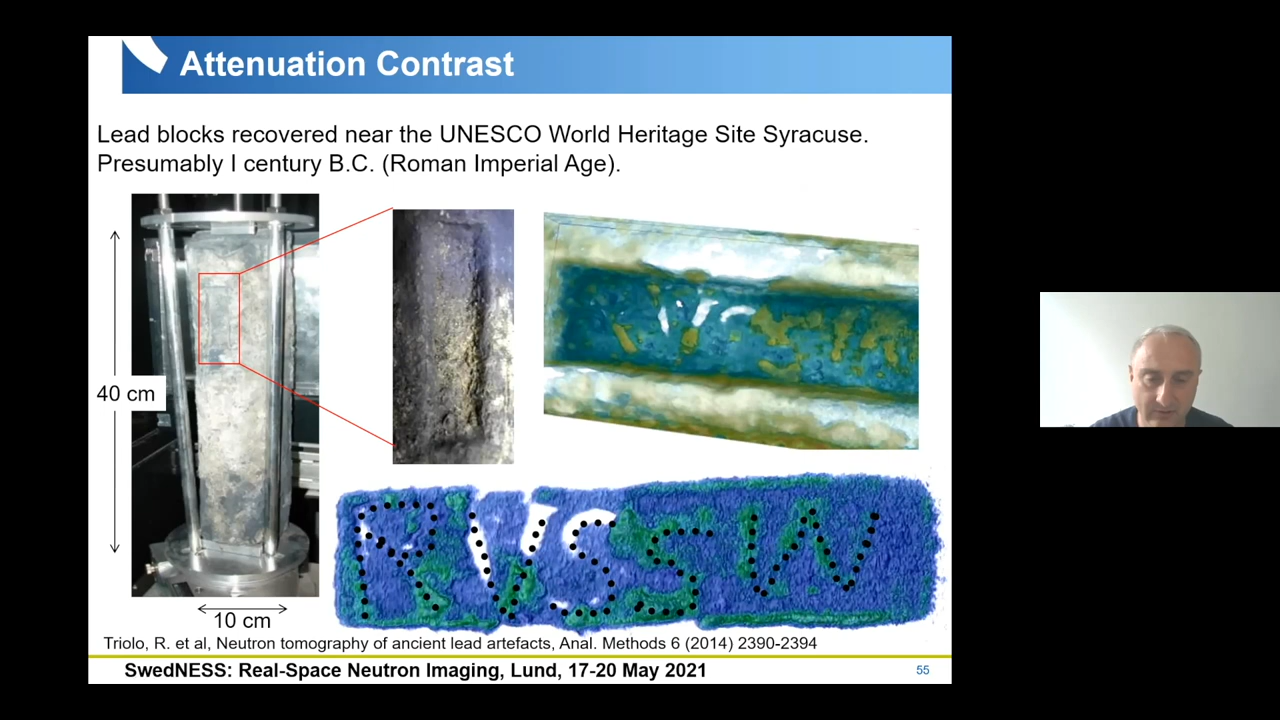 Attenuation Contrast
Lead blocks recovered near the UNESCO World Heritage Site Syracuse.
Presumably I century B.C. (Roman Imperial Age).
40 cm
10 cm
Triolo, R. et al, Neutron tomography of ancient lead artefacts, Anal. Methods 6 (2014) 2390-2394
SwedNESS: Real-Space Neutron Imaging, Lund, 17-20 May 2021
55